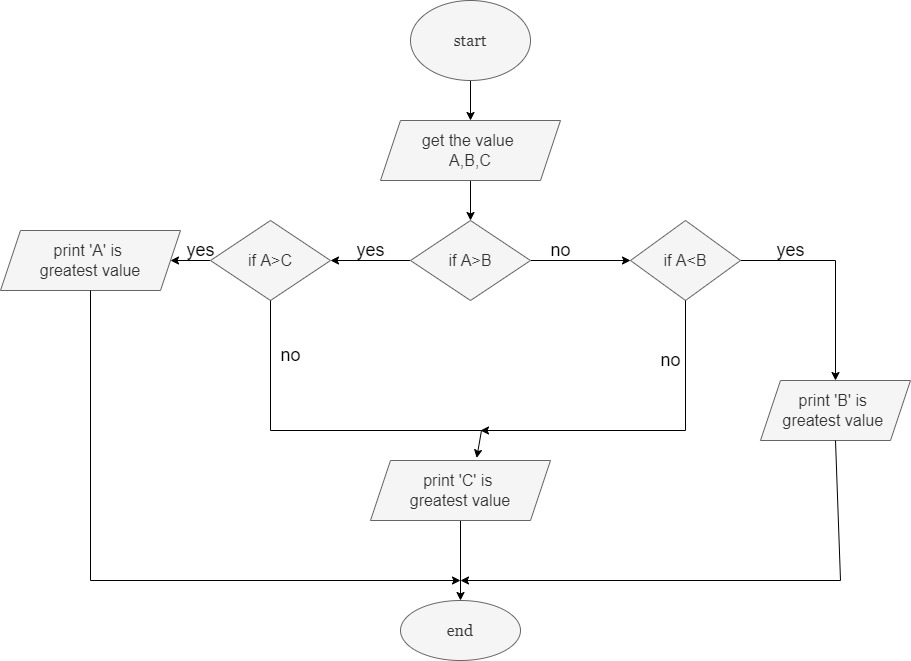 start
get the value
A,B,C
print 'A' is
greatest value
yes
if A>C
yes
if A>B
no
if A<B
yes
no
no
print 'B' is
greatest value
print 'C' is
greatest value
end